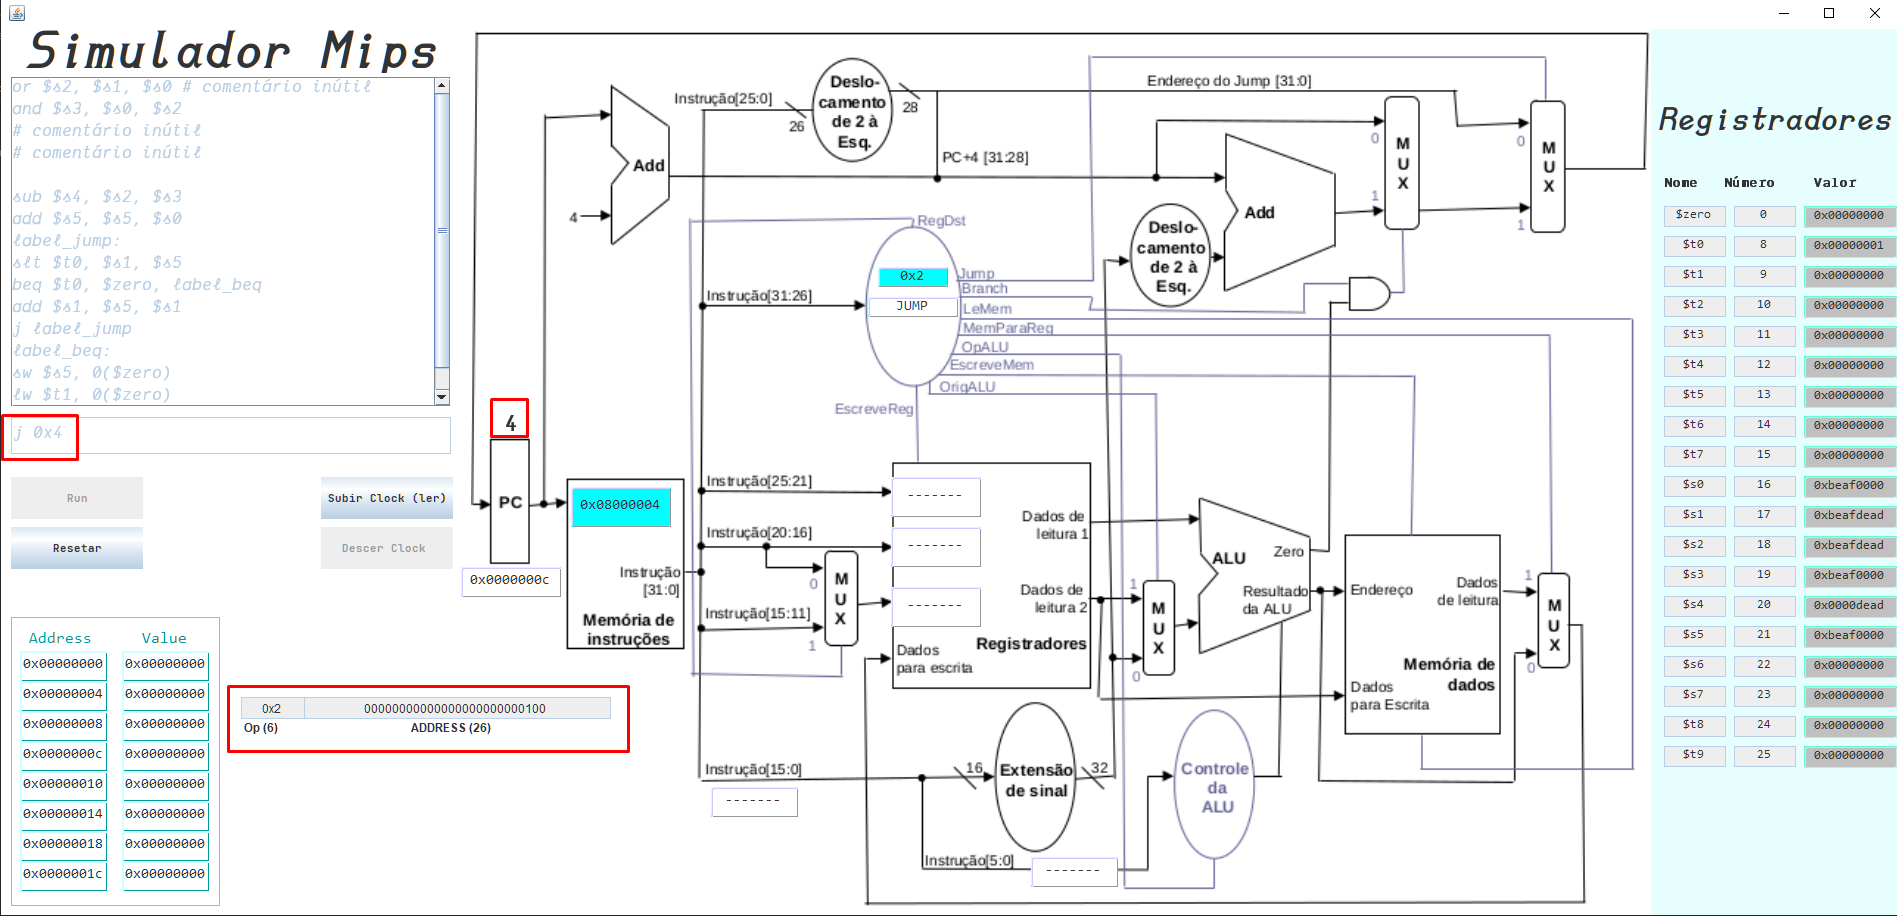 Simulador Mips
or $s2, $s1, $s0 # comentário inútil
and $s3, $s0, $s2
# comentário inútil
# comentário inútil
sub $s4, $s2, $s3
add $s5, $s5, $s0
label_jump:
slt $t0, $s1, $s5
beq $t0, $zero, label_beq
add $s1, $s5, $s1
j label_jump
label_beq:
sw $s5, 0($zero)
lw $t1, 0($zero)
j 0x4
Run
Subir Clock (ler)
Resetar
Descer Clock
Address Value
0x00000000 0x00000000
0x00000004 0x00000000
0x00000008 0x00000000
0x0000000c 0x00000000
0x00000010 0x00000000
0x00000014 0x00000000
0x00000018 0x00000000
0x0000001c 0x00000000
0x2 00000000000000000000000100
Op (6) ADDRESS (26)
4
PC
0x0000000c
0x08000004
Instrução
[31:0]
Memória de
instruções
Add
4
Instrução[25:0]
26
Deslo-
camento
de 2 à
Esq.
28
PC+4 [31:28]
Endereço do Jump [31:0]
0
M
U
X
1
0
M
U
X
1
Add
Deslo-
camento
de 2 à
Esq.
RegDst
0x2
JUMP
Jump
Branch
LeMem
MemParaReg
OpALU
EscreveMem
OrigALU
EscreveReg
Instrução[31:26]
Instrução[25:21]
Instrução[20:16]
Instrução[15:11]
0
M
U
X
1
-------
-------
-------
Dados de
leitura 1
Dados de
leitura 2
Registradores
Dados
para escrita
1
M
U
X
0
ALU
Zero
Resultado
da ALU
Endereço
Dados
de leitura
Memória de
dados
Dados
para Escrita
1
M
U
X
0
Instrução[15:0]
-------
16
Extensão
de sinal
32
Controle
da
ALU
Instrução[5:0]
-------
Registradores
Nome Número Valor
$zero 0 0x00000000
$t0 8 0x00000001
$t1 9 0x00000000
$t2 10 0x00000000
$t3 11 0x00000000
$t4 12 0x00000000
$t5 13 0x00000000
$t6 14 0x00000000
$t7 15 0x00000000
$s0 16 0xbeaf0000
$s1 17 0xbeafdead
$s2 18 0xbeafdead
$s3 19 0xbeaf0000
$s4 20 0x0000dead
$s5 21 0xbeaf0000
$s6 22 0x00000000
$s7 23 0x00000000
$t8 24 0x00000000
$t9 25 0x00000000